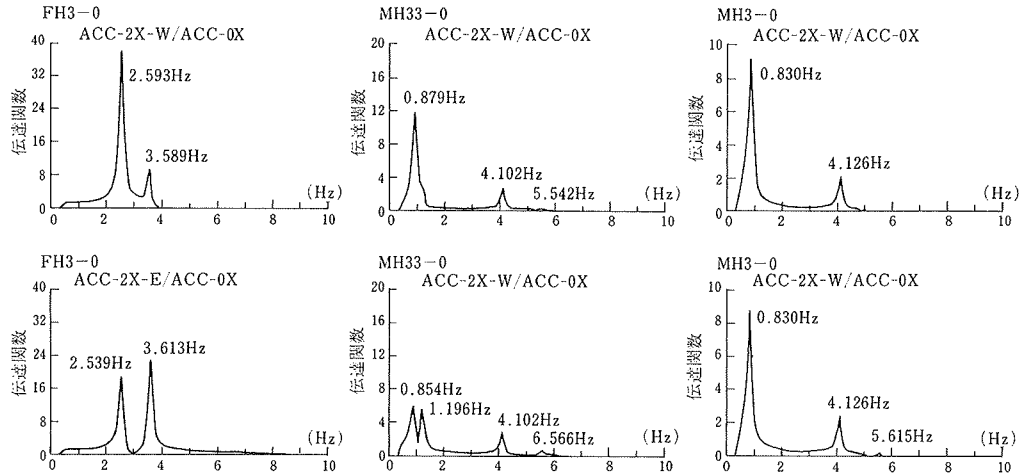 FH3-0
ACC-2X-W/ACC-0X
40
32
24
16
8
0
伝達関数
2.593Hz
3.589Hz
(Hz)
0 2 4 6 8 10
MH33-0
ACC-2X-W/ACC-0X
20
16
12
8
4
0
伝達関数
0.879Hz
4.102Hz
5.542Hz
(Hz)
0 2 4 6 8 10
MH3-0
ACC-2X-W/ACC-0X
10
8
6
4
2
0
伝達関数
0.830Hz
4.126Hz
(Hz)
0 2 4 6 8 10
FH3-0
ACC-2X-E/ACC-0X
40
32
24
16
8
0
伝達関数
2.539Hz
3.613Hz
(Hz)
0 2 4 6 8 10
MH33-0
ACC-2X-W/ACC-0X
20
16
12
8
4
0
伝達関数
0.854Hz
1.196Hz
4.102Hz
6.566Hz
(Hz)
0 2 4 6 8 10
MH3-0
ACC-2X-W/ACC-0X
10
8
6
4
2
0
伝達関数
0.830Hz
4.126Hz
5.615Hz
(Hz)
0 2 4 6 8 10